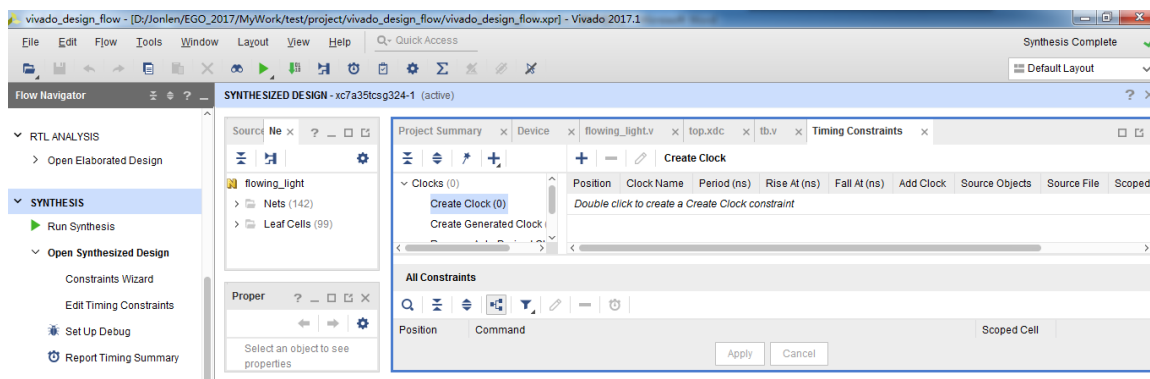 vivado_design_flow - [D:/Jonlen/EGO_2017/MyWork/test/project/vivado_design_flow/vivado_design_flow.xpr] - Vivado 2017.1
File Edit Flow Tools Window Layout View Help Quick Access Synthesis Complete
Default Layout
Flow Navigator
SYNTHESIZED DESIGN - xc7a35tcsg324-1 (active)
RTL ANALYSIS
Open Elaborated Design
SYNTHESIS
Run Synthesis
Open Synthesized Design
Constraints Wizard
Edit Timing Constraints
Set Up Debug
Report Timing Summary
Source Ne
flowing_light
Nets (142)
Leaf Cells (99)
Proper
Select an object to see
properties
Project Summary Device flowing_light.v top.xdc tb.v Timing Constraints
Create Clock
Clocks (0)
Create Clock (0)
Create Generated Clock
Position Clock Name Period (ns) Rise At (ns) Fall At (ns) Add Clock Source Objects Source File Scoped
Double click to create a Create Clock constraint
All Constraints
Position Command Scoped Cell
Apply Cancel